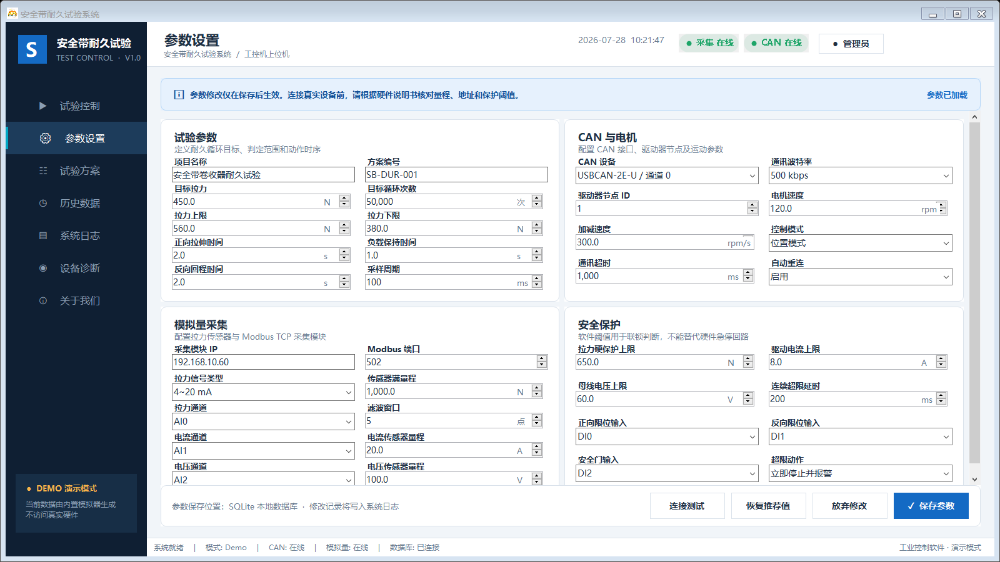 安全带耐久试验系统
S
安全带耐久试验
TEST CONTROL · V1.0
试验控制
参数设置
试验方案
历史数据
系统日志
设备诊断
关于我们
● DEMO 演示模式
当前数据由内置模拟器生成
不访问真实硬件
参数设置
安全带耐久试验系统 / 工控机上位机
2026-07-28 10:21:47
● 采集 在线
● CAN 在线
● 管理员
参数修改仅在保存后生效。连接真实设备前，请根据硬件说明书核对量程、地址和保护阈值。
参数已加载
试验参数
定义耐久循环目标、判定范围和动作时序
项目名称
安全带卷收器耐久试验
方案编号
SB-DUR-001
目标拉力
450.0 N
目标循环次数
50,000 次
拉力上限
560.0 N
拉力下限
380.0 N
正向拉伸时间
2.0 s
负载保持时间
1.0 s
反向回程时间
2.0 s
采样周期
100 ms
CAN 与电机
配置 CAN 接口、驱动器节点及运动参数
CAN 设备
USBCAN-2E-U / 通道 0
通讯波特率
500 kbps
驱动器节点 ID
1
电机速度
120.0 rpm
加减速度
300.0 rpm/s
控制模式
位置模式
通讯超时
1,000 ms
自动重连
启用
模拟量采集
配置拉力传感器与 Modbus TCP 采集模块
采集模块 IP
192.168.10.60
Modbus 端口
502
拉力信号类型
4~20 mA
传感器满量程
1,000.0 N
拉力通道
AI0
滤波窗口
5 点
电流通道
AI1
电流传感器量程
20.0 A
电压通道
AI2
电压传感器量程
100.0 V
安全保护
软件阈值用于联锁判断，不能替代硬件急停回路
拉力硬保护上限
650.0 N
驱动电流上限
8.0 A
母线电压上限
60.0 V
连续超限延时
200 ms
正向限位输入
DI0
反向限位输入
DI1
安全门输入
DI2
超限动作
立即停止并报警
参数保存位置：SQLite 本地数据库 · 修改记录将写入系统日志
连接测试
恢复推荐值
放弃修改
✓ 保存参数
系统就绪 | 模式: Demo | CAN: 在线 | 模拟量: 在线 | 数据库: 已连接
工业控制软件 · 演示模式